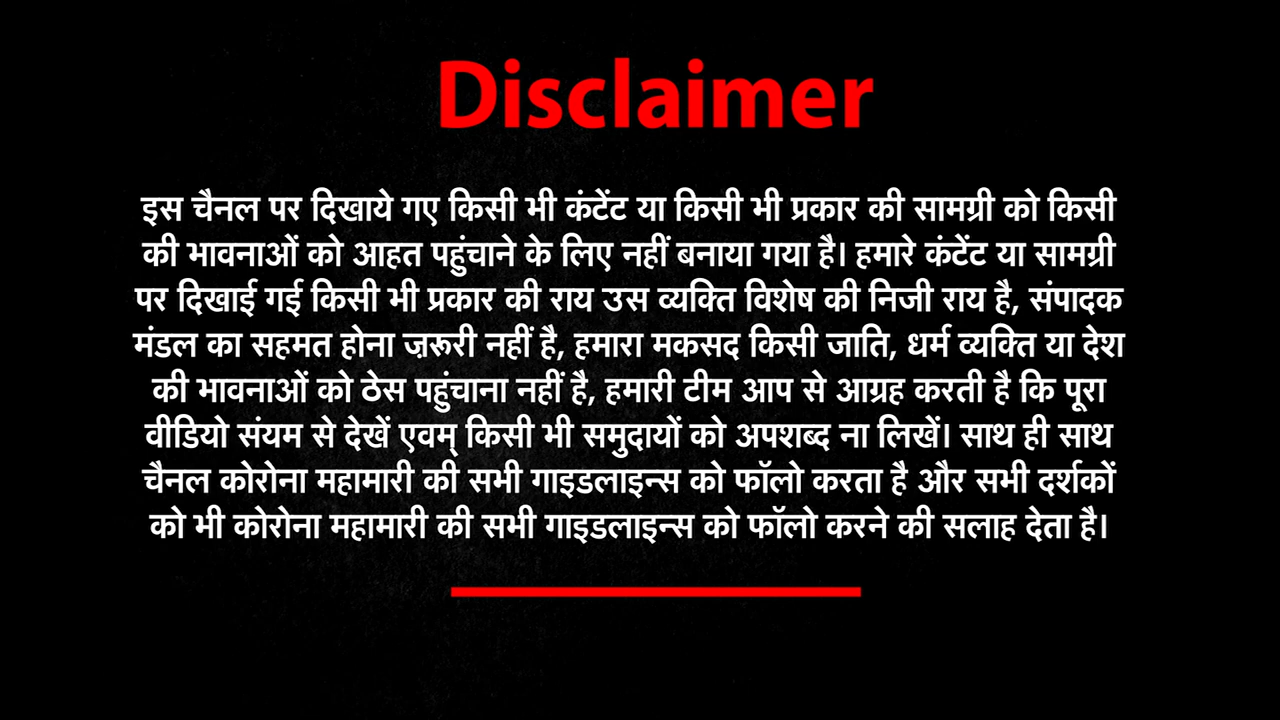 Disclaimer
इस चैनल पर दिखाये गए किसी भी कंटेंट या किसी भी प्रकार की सामग्री को किसी
की भावनाओं को आहत पहुंचाने के लिए नहीं बनाया गया है। हमारे कंटेंट या सामग्री
पर दिखाई गई किसी भी प्रकार की राय उस व्यक्ति विशेष की निजी राय है, संपादक
मंडल का सहमत होना ज़रूरी नहीं है, हमारा मकसद किसी जाति, धर्म व्यक्ति या देश
की भावनाओं को ठेस पहुंचाना नहीं है, हमारी टीम आप से आग्रह करती है कि पूरा
वीडियो संयम से देखें एवम् किसी भी समुदायों को अपशब्द ना लिखें। साथ ही साथ
चैनल कोरोना महामारी की सभी गाइडलाइन्स को फॉलो करता है और सभी दर्शकों
को भी कोरोना महामारी की सभी गाइडलाइन्स को फॉलो करने की सलाह देता है।